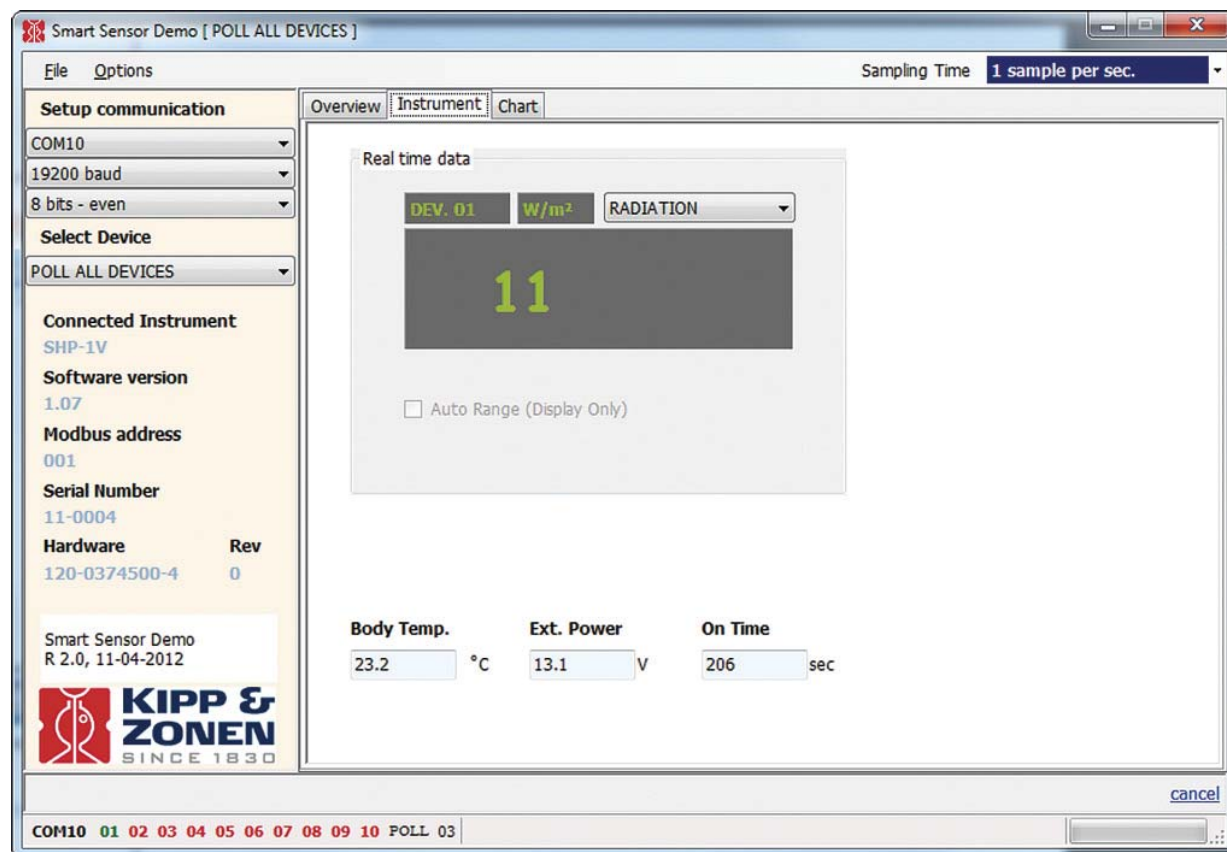 Smart Sensor Demo [ POLL ALL DEVICES ]
File Options Sampling Time 1 sample per sec.
Setup communication
COM10
19200 baud
8 bits - even
Select Device
POLL ALL DEVICES
Connected Instrument
SHP-1V
Software version
1.07
Modbus address
001
Serial Number
11-0004
Hardware Rev
120-0374500-4 0
Smart Sensor Demo
R 2.0, 11-04-2012
KIPP &
ZONEN
SINCE 1830
Overview Instrument Chart
Real time data
DEV. 01 W/m² RADIATION
11
Auto Range (Display Only)
Body Temp. Ext. Power On Time
23.2 °C 13.1 V 206 sec
cancel
COM10 01 02 03 04 05 06 07 08 09 10 POLL 03